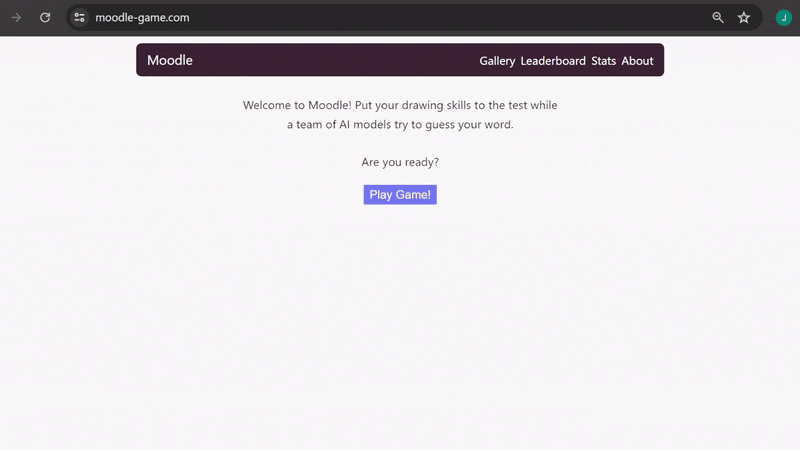 moodle-game.com
J
Moodle
Gallery Leaderboard Stats About
Welcome to Moodle! Put your drawing skills to the test while
a team of AI models try to guess your word.
Are you ready?
Play Game!